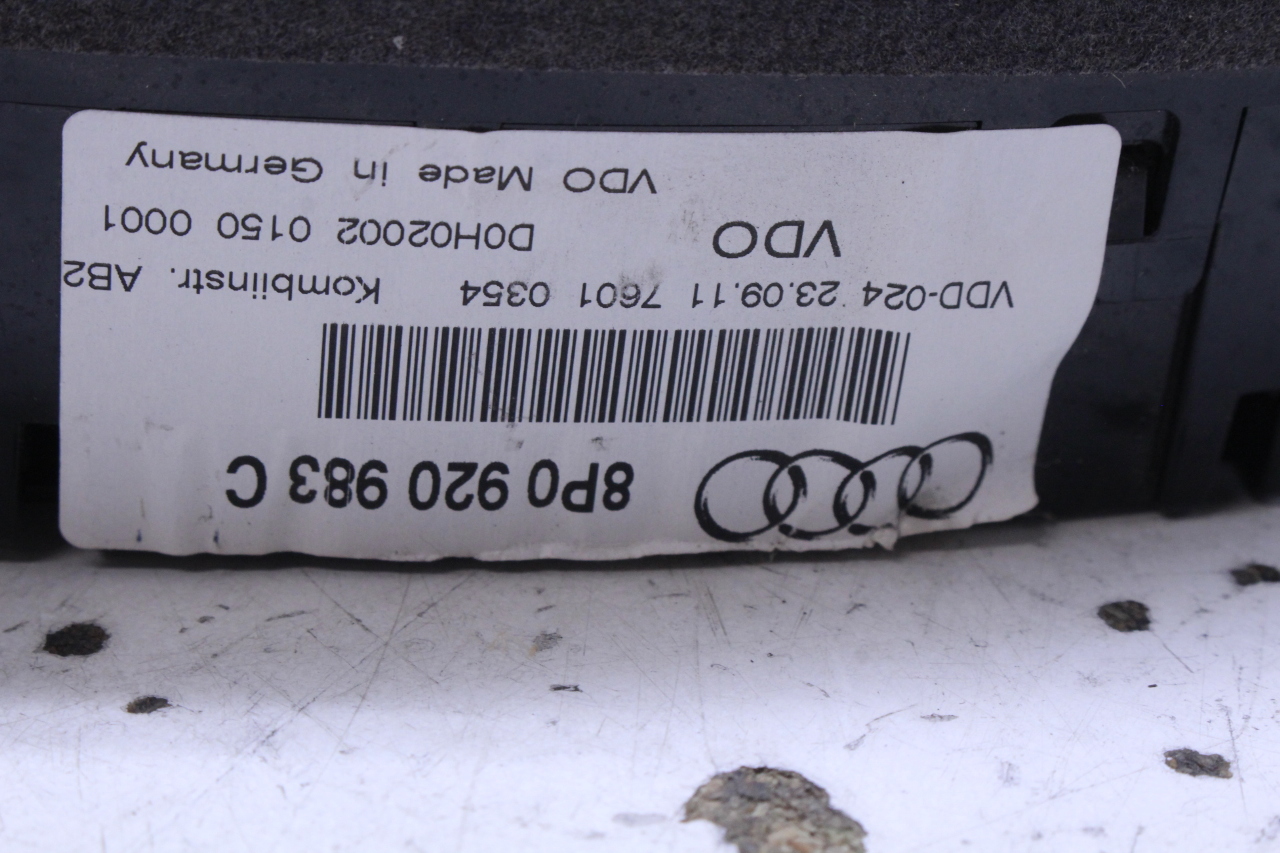 8P0 920 983 C
VDD-024 23.09.11 7601 0354 Kombiinstr. AB2
VDO D0H02002 0150 0001
VDO Made in Germany